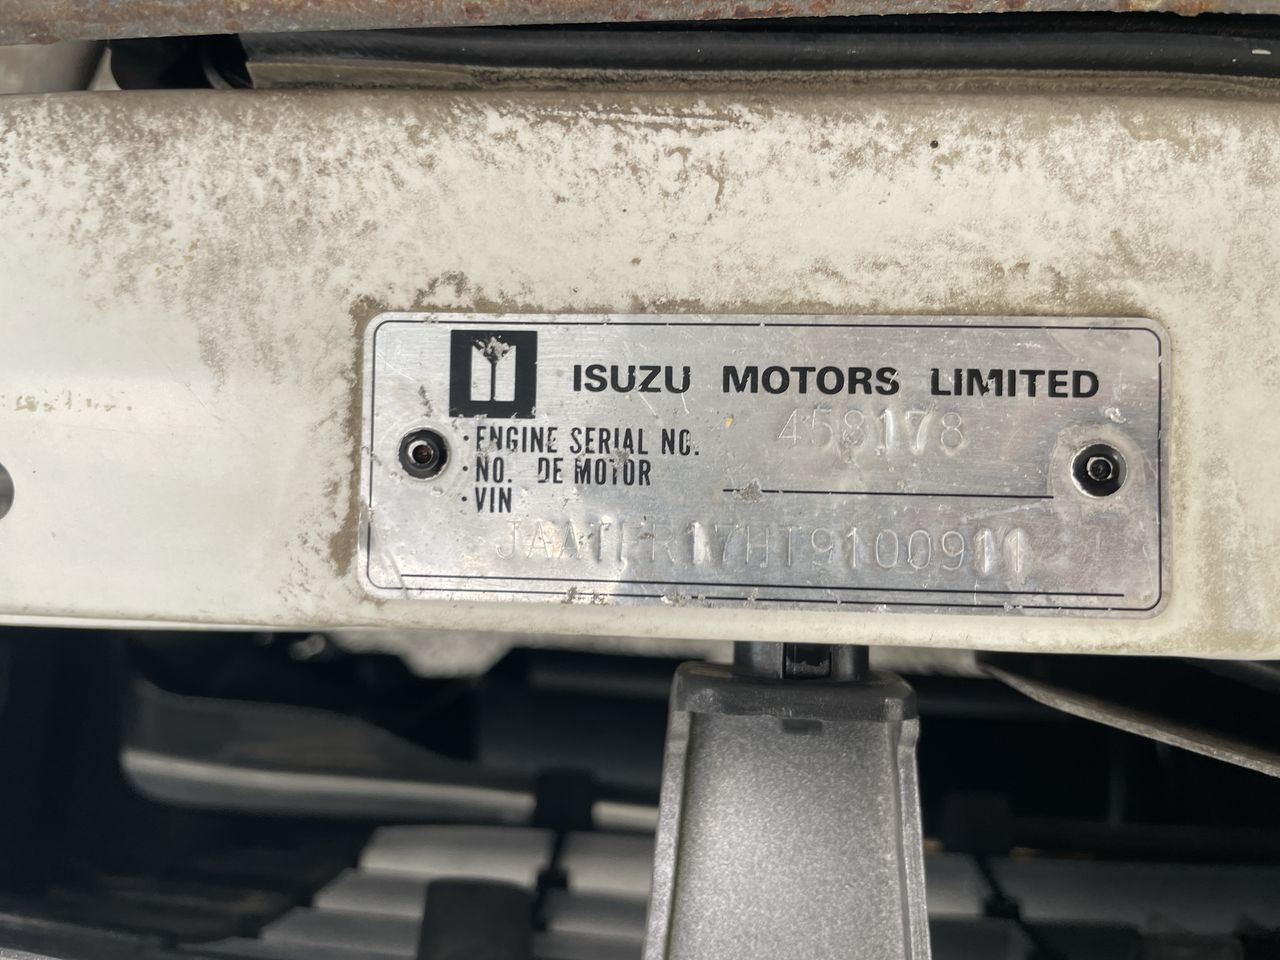 ISUZU MOTORS LIMITED
·ENGINE SERIAL NO. 458178
·NO. DE MOTOR
·VIN
JAATFR17HT9100911